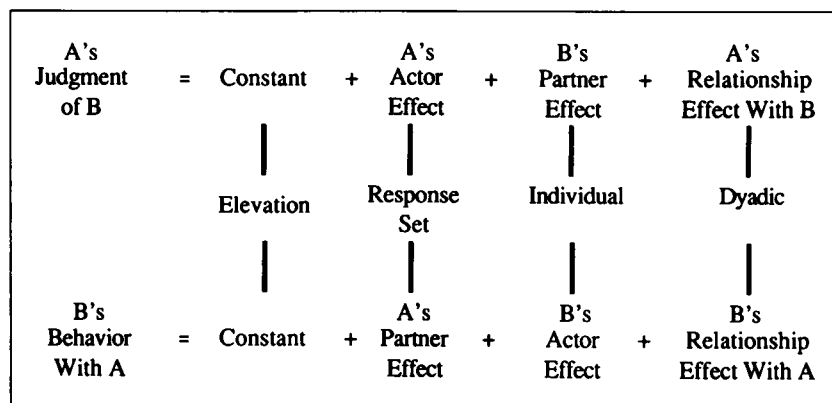 A's A's B's A's
Judgment = Constant + Actor + Partner + Relationship
of B Effect Effect Effect With B
Elevation Response Individual Dyadic
Set
B's A's B's B's
Behavior = Constant + Partner + Actor + Relationship
With A Effect Effect Effect With A